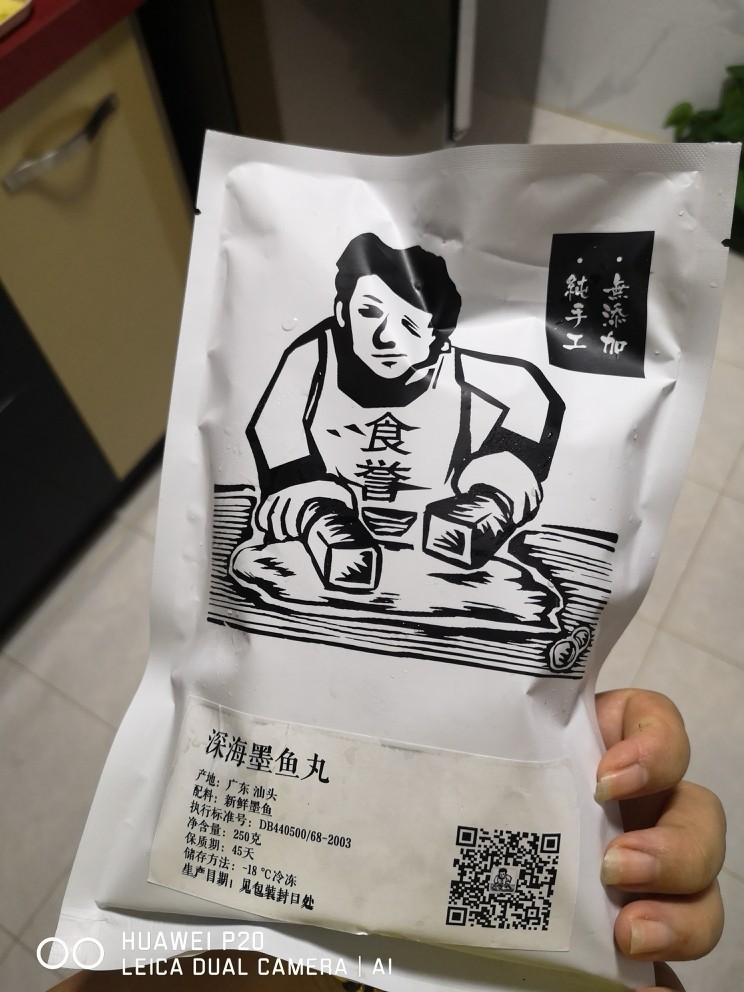 ·無添加
·純手工
食
誉
深海墨鱼丸
产地：广东 汕头
配料：新鲜墨鱼
执行标准号：DB440500/68-2003
净含量：250克
保质期：45天
储存方法：-18℃冷冻
生产日期：见包装封口处
HUAWEI P20
LEICA DUAL CAMERA | AI